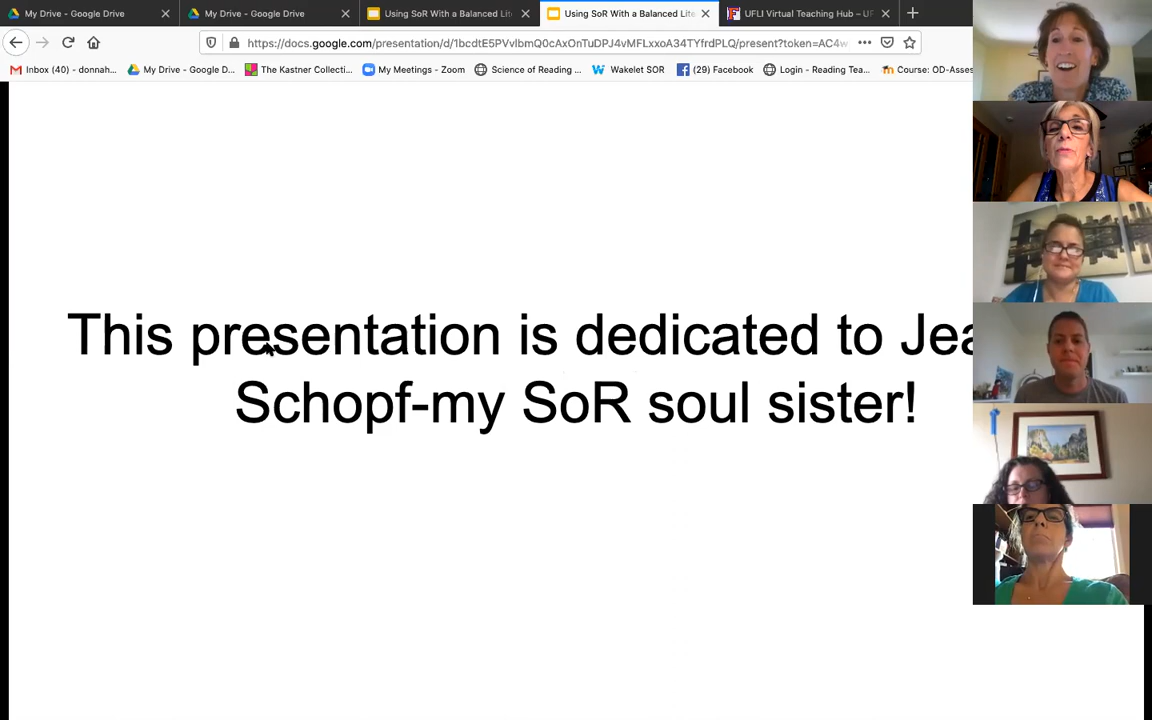 My Drive - Google Drive
My Drive - Google Drive
Using SoR With a Balanced Lit
Using SoR With a Balanced Lite
UFLI Virtual Teaching Hub – UF
https://docs.google.com/presentation/d/1bcdtE5PVvlbmQ0cAxOnTuDPJ4vMFLxxoA34TYfrdPLQ/present?token=AC4w
Inbox (40) - donnah...
My Drive - Google D...
The Kastner Collecti...
My Meetings - Zoom
Science of Reading ...
Wakelet SOR
(29) Facebook
Login - Reading Tea...
Course: OD-Asses
This presentation is dedicated to Jea
Schopf-my SoR soul sister!